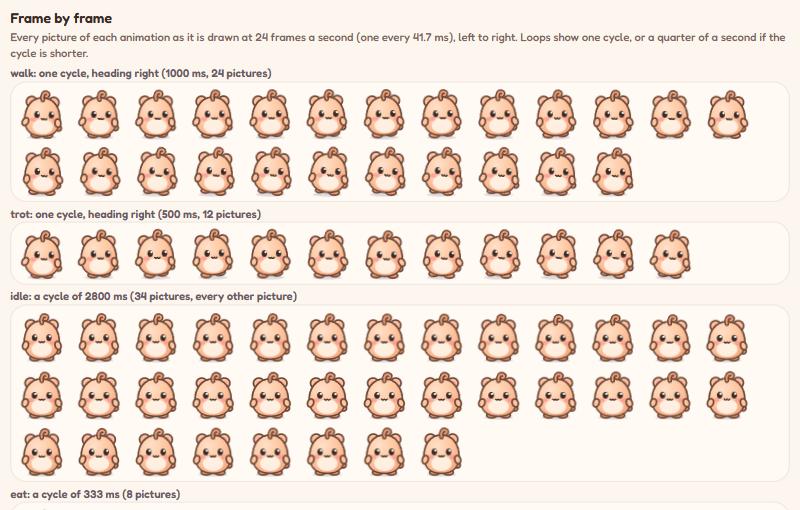 Frame by frame
Every picture of each animation as it is drawn at 24 frames a second (one every 41.7 ms), left to right. Loops show one cycle, or a quarter of a second if the
cycle is shorter.
walk: one cycle, heading right (1000 ms, 24 pictures)
trot: one cycle, heading right (500 ms, 12 pictures)
idle: a cycle of 2800 ms (34 pictures, every other picture)
eat: a cycle of 333 ms (8 pictures)